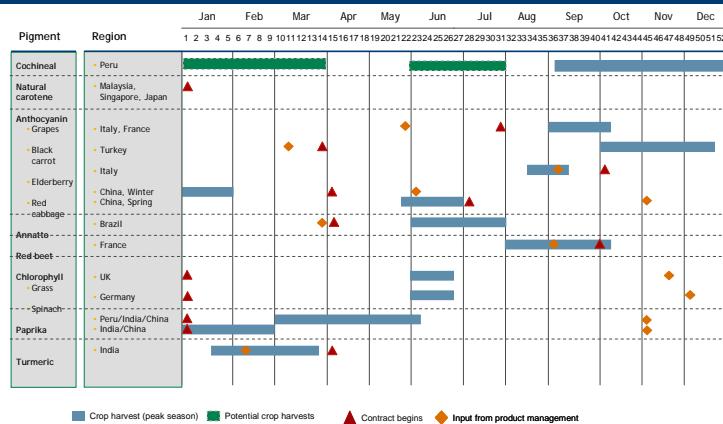 Jan Feb Mar Apr May Jun Jul Aug Sep Oct Nov Dec
Pigment Region 1 2 3 4 5 6 7 8 9 10 11 12 13 14 15 16 17 18 19 20 21 22 23 24 25 26 27 28 29 30 31 32 33 34 35 36 37 38 39 40 41 42 43 44 45 46 47 48 49 50 51 52
Cochineal • Peru
Natural • Malaysia,
carotene Singapore, Japan
Anthocyanin
• Grapes • Italy, France
• Black • Turkey
carrot
• Italy
• Elderberry
• China, Winter
• Red • China, Spring
cabbage
• Brazil
Annatto
• France
Red beet
Chlorophyll • UK
• Grass
• Germany
Spinach
• Peru/India/China
Paprika • India/China
• India
Turmeric
Crop harvest (peak season) Potential crop harvests Contract begins Input from product management